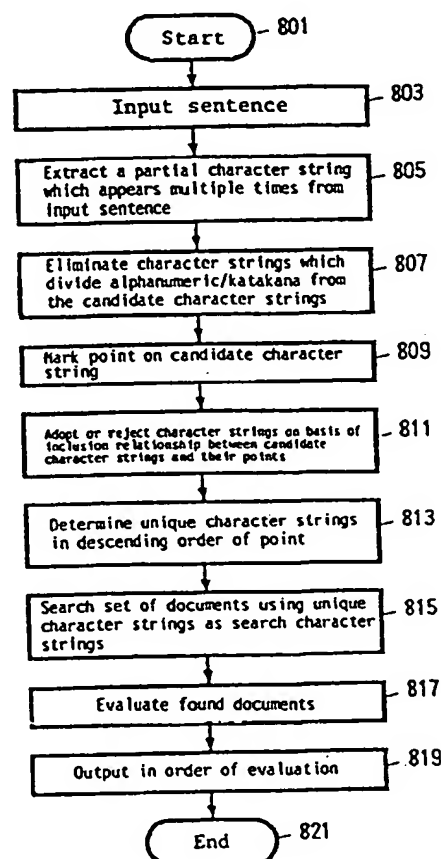 Start
801
Input sentence
803
Extract a partial character string
which appears multiple times from
input sentence
805
Eliminate character strings which
divide alphanumeric/katakana from
the candidate character strings
807
Mark point on candidate character
string
809
Adopt or reject character strings on basis of
inclusion relationship between candidate
character strings and their points
811
Determine unique character strings
in descending order of point
813
Search set of documents using unique
character strings as search character
strings
815
Evaluate found documents
817
Output in order of evaluation
819
End
821